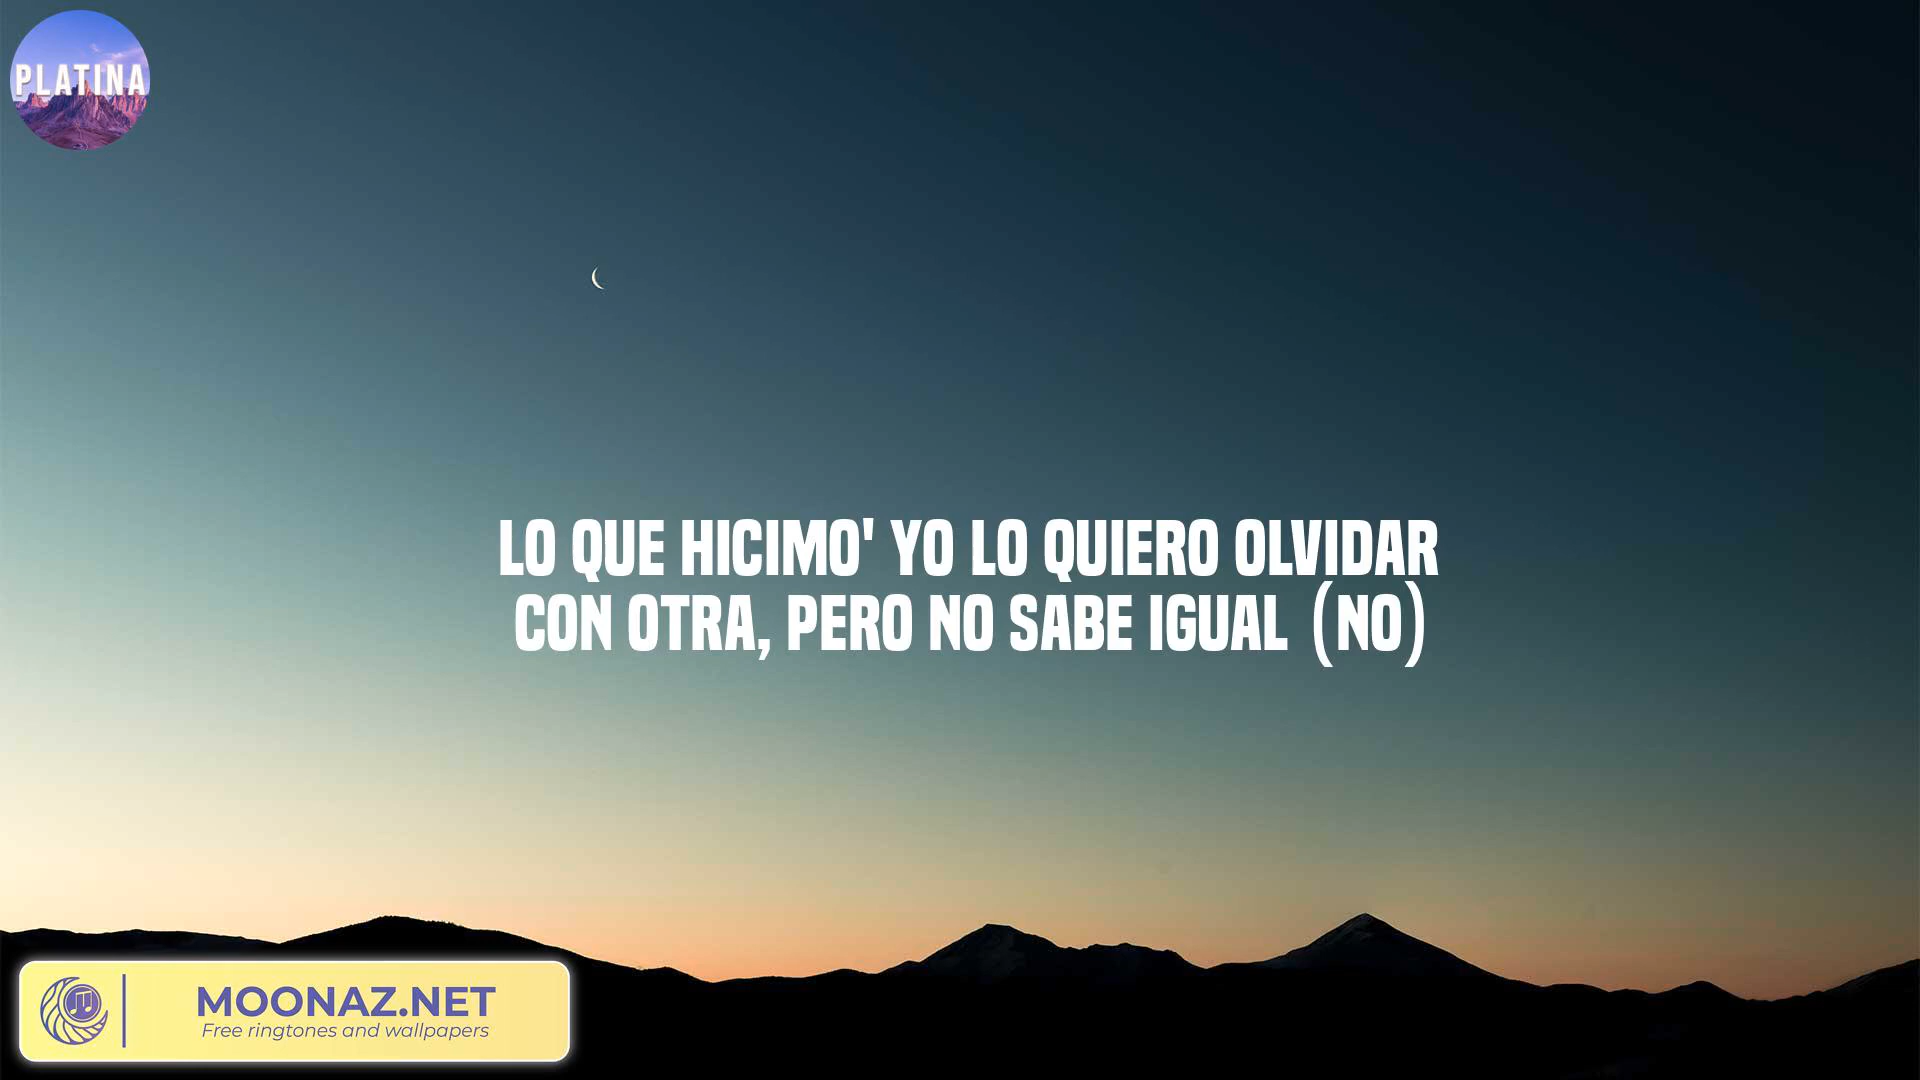 PLATINA
LO QUE HICIMO' YO LO QUIERO OLVIDAR
CON OTRA, PERO NO SABE IGUAL (NO)
MOONAZ.NET
Free ringtones and wallpapers